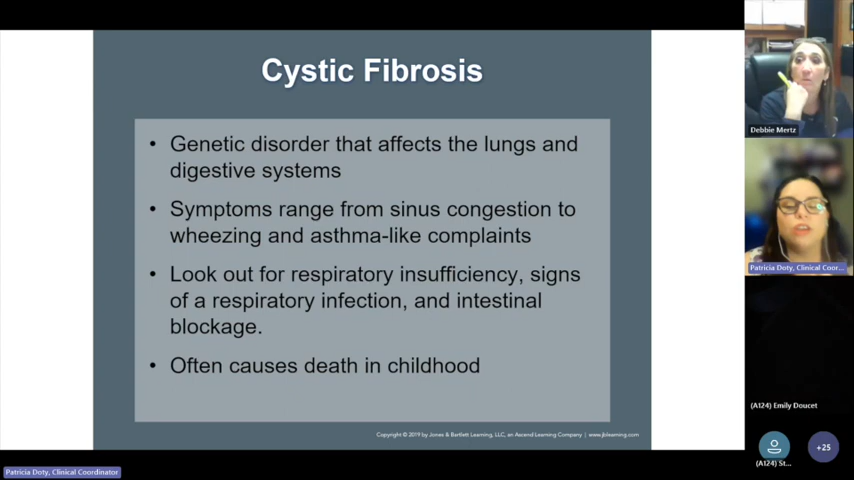 Cystic Fibrosis
• Genetic disorder that affects the lungs and
digestive systems
• Symptoms range from sinus congestion to
wheezing and asthma-like complaints
• Look out for respiratory insufficiency, signs
of a respiratory infection, and intestinal
blockage.
• Often causes death in childhood
Copyright © 2019 by Jones & Bartlett Learning, LLC, an Ascend Learning Company | www.jblearning.com
Debbie Mertz
Patricia Doty, Clinical Coor...
(A124) Emily Doucet
(A124) St...
+25
Patricia Doty, Clinical Coordinator